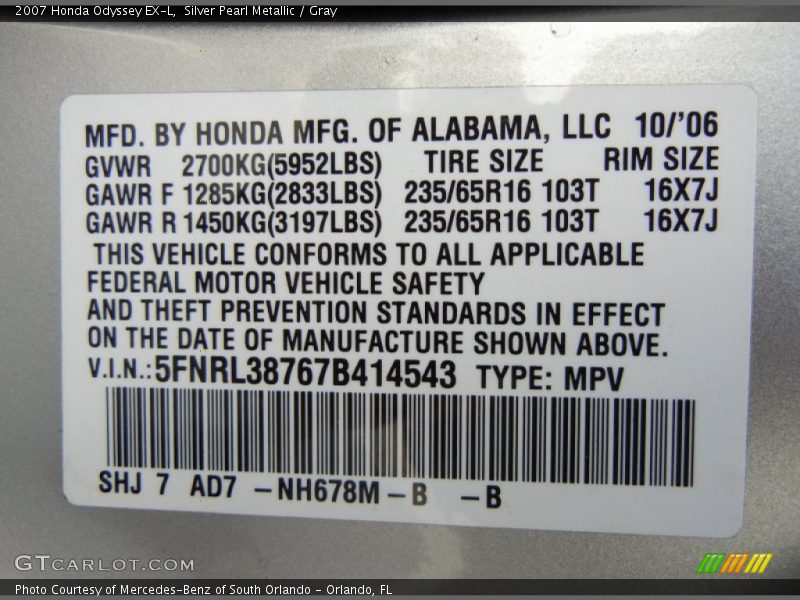 2007 Honda Odyssey EX-L, Silver Pearl Metallic / Gray
MFD. BY HONDA MFG. OF ALABAMA, LLC 10/'06
GVWR 2700KG(5952LBS) TIRE SIZE RIM SIZE
GAWR F 1285KG(2833LBS) 235/65R16 103T 16X7J
GAWR R 1450KG(3197LBS) 235/65R16 103T 16X7J
THIS VEHICLE CONFORMS TO ALL APPLICABLE
FEDERAL MOTOR VEHICLE SAFETY
AND THEFT PREVENTION STANDARDS IN EFFECT
ON THE DATE OF MANUFACTURE SHOWN ABOVE.
V.I.N.:5FNRL38767B414543 TYPE: MPV
SHJ 7 AD7 -NH678M-B -B
GTCARLOT.COM
Photo Courtesy of Mercedes-Benz of South Orlando - Orlando, FL